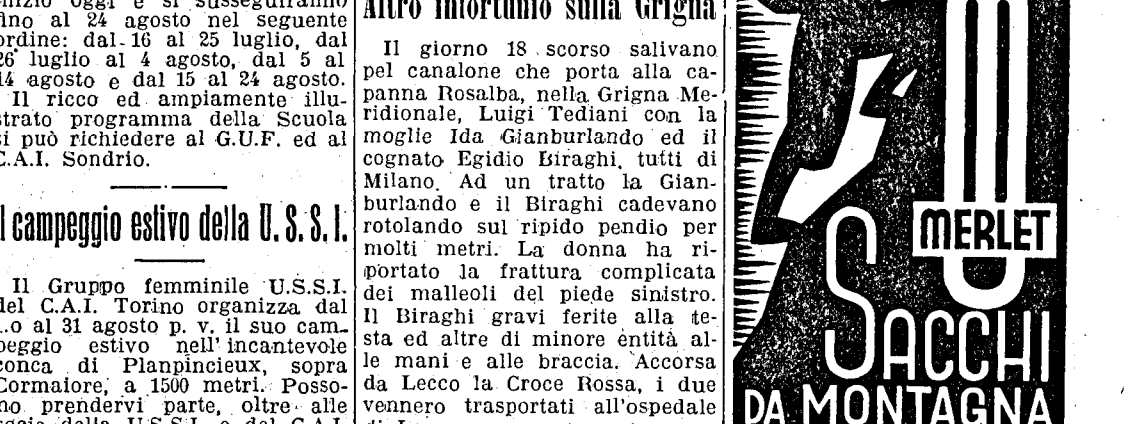 al 24 agosto nel seguente
ordine: dal 16 al 25 luglio, dal
26 luglio al 4 agosto, dal 5 al
14 agosto e dal 15 al 24 agosto.
Il ricco ed ampiamente illu-
strato programma della Scuola
si può richiedere al G.U.F. ed al
C.A.I. Sondrio.
Il campeggio estivo della U.S.S.I.
Il Gruppo femminile U.S.S.I.
del C.A.I. Torino organizza dal
1.o al 31 agosto p. v. il suo cam-
peggio estivo nell'incantevole
conca di Planpincieux, sopra
Cormaiore, a 1500 metri. Posso-
no prendervi parte, oltre alle
della U.S.S.I. e del C.A.I.
Altro infortunio sulla Grigna
Il giorno 18 scorso salivano
pel canalone che porta alla ca-
panna Rosalba, nella Grigna Me-
ridionale, Luigi Tediani con la
moglie Ida Gianburlando ed il
cognato Egidio Biraghi, tutti di
Milano. Ad un tratto la Gian-
burlando e il Biraghi cadevano
rotolando sul ripido pendio per
molti metri. La donna ha ri-
portato la frattura complicata
dei malleoli del piede sinistro.
Il Biraghi gravi ferite alla te-
sta ed altre di minore entità al-
le mani e alle braccia. Accorsa
da Lecco la Croce Rossa, i due
vennero trasportati all'ospedale
MERLET
SACCHI
DA MONTAGNA